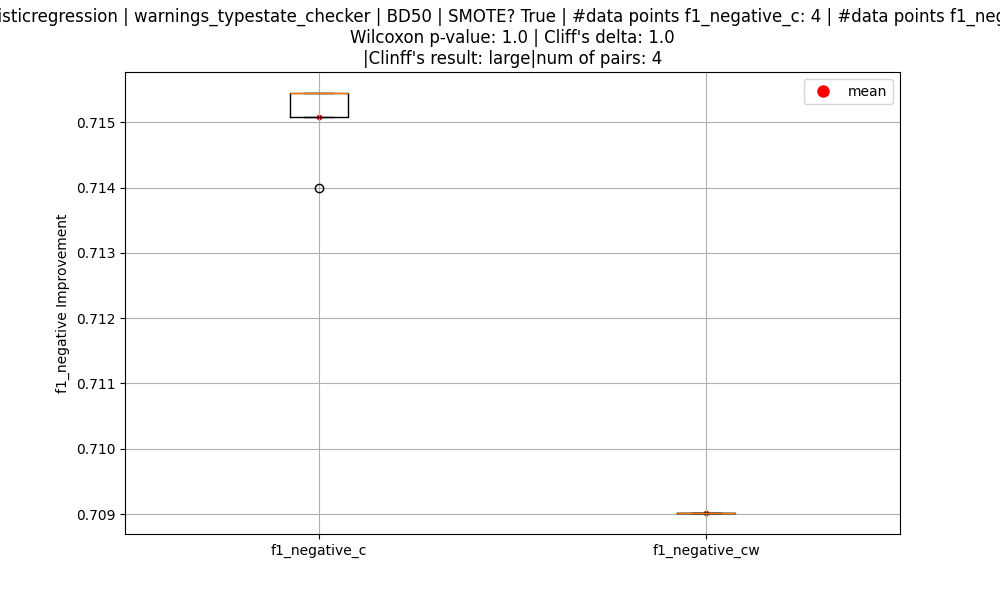 isticregression | warnings_typestate_checker | BD50 | SMOTE? True | #data points f1_negative_c: 4 | #data points f1_neg
Wilcoxon p-value: 1.0 | Cliff's delta: 1.0
|Clinff's result: large|num of pairs: 4
mean
0.715
0.714
0.713
0.712
0.711
0.710
0.709
f1_negative Improvement
f1_negative_c
f1_negative_cw